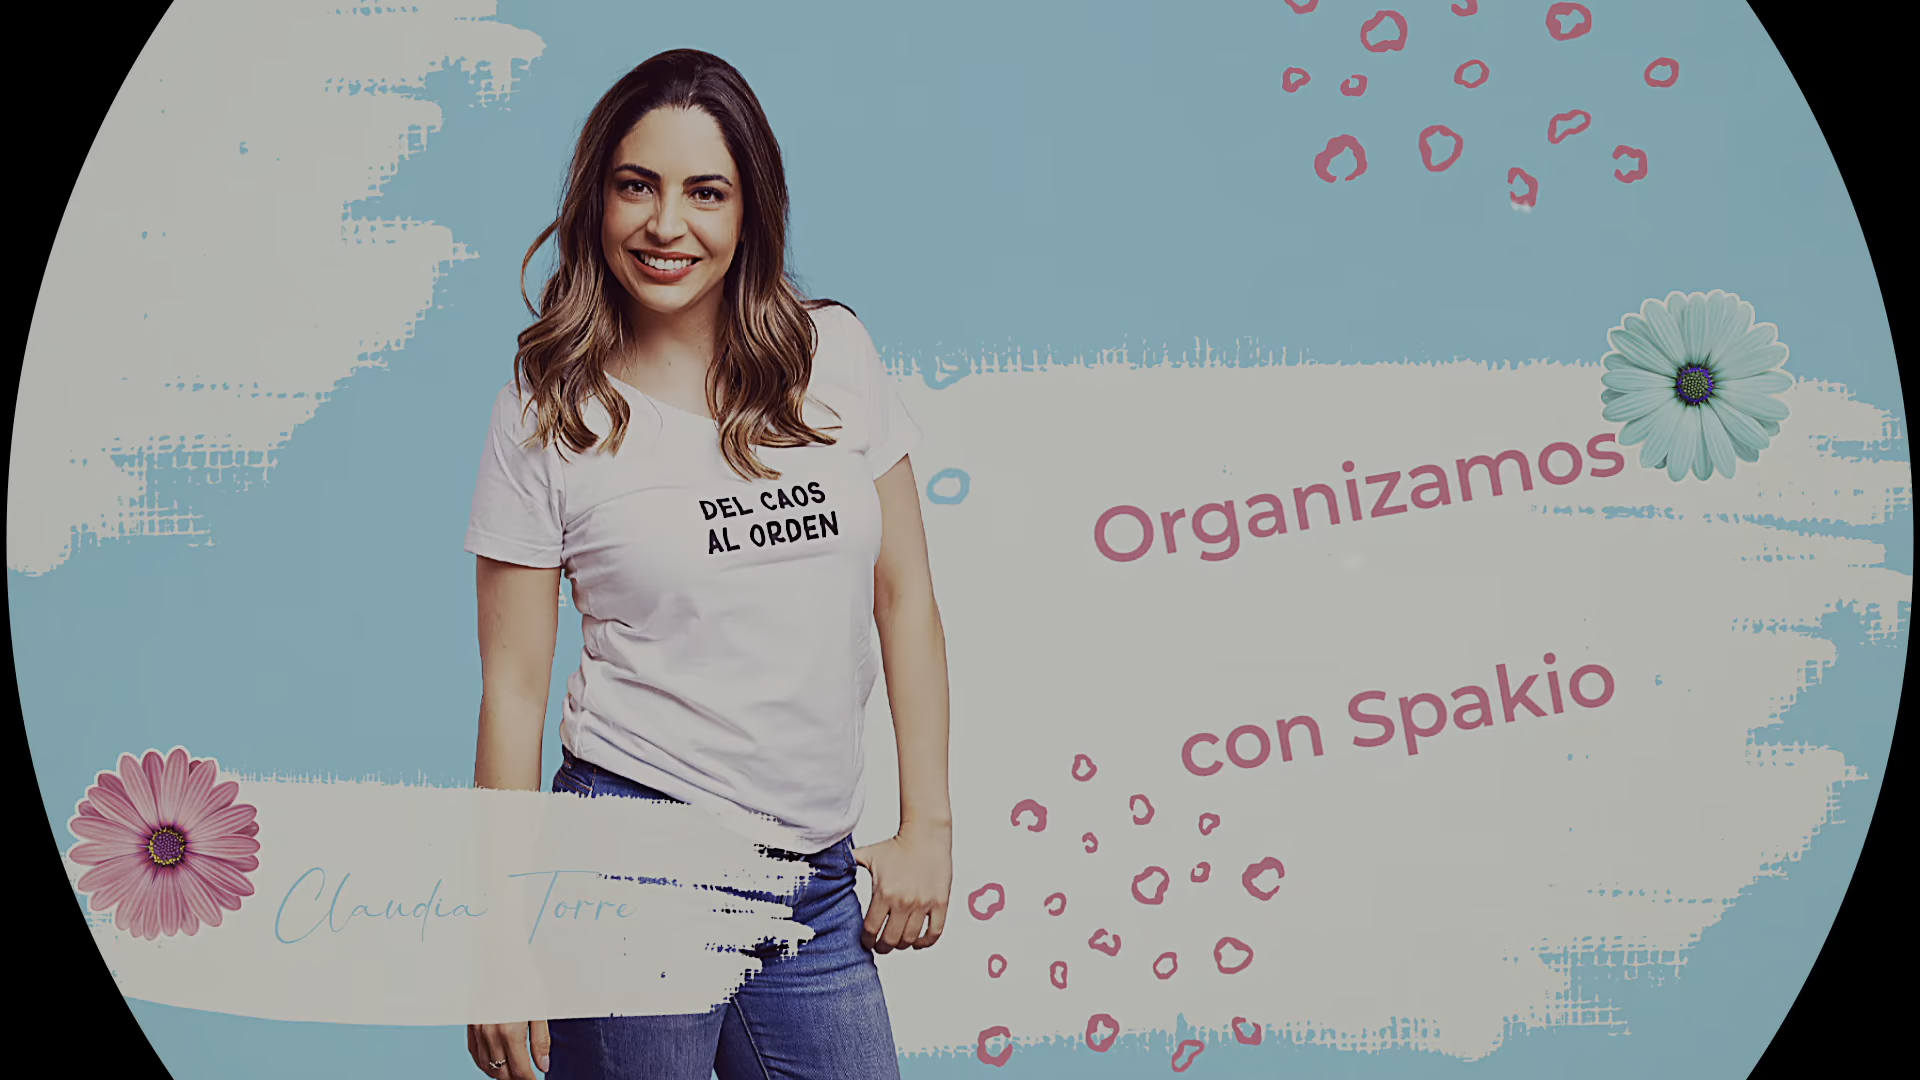 DEL CAOS
AL ORDEN
Organizamos
con Spakio
Claudia Torre